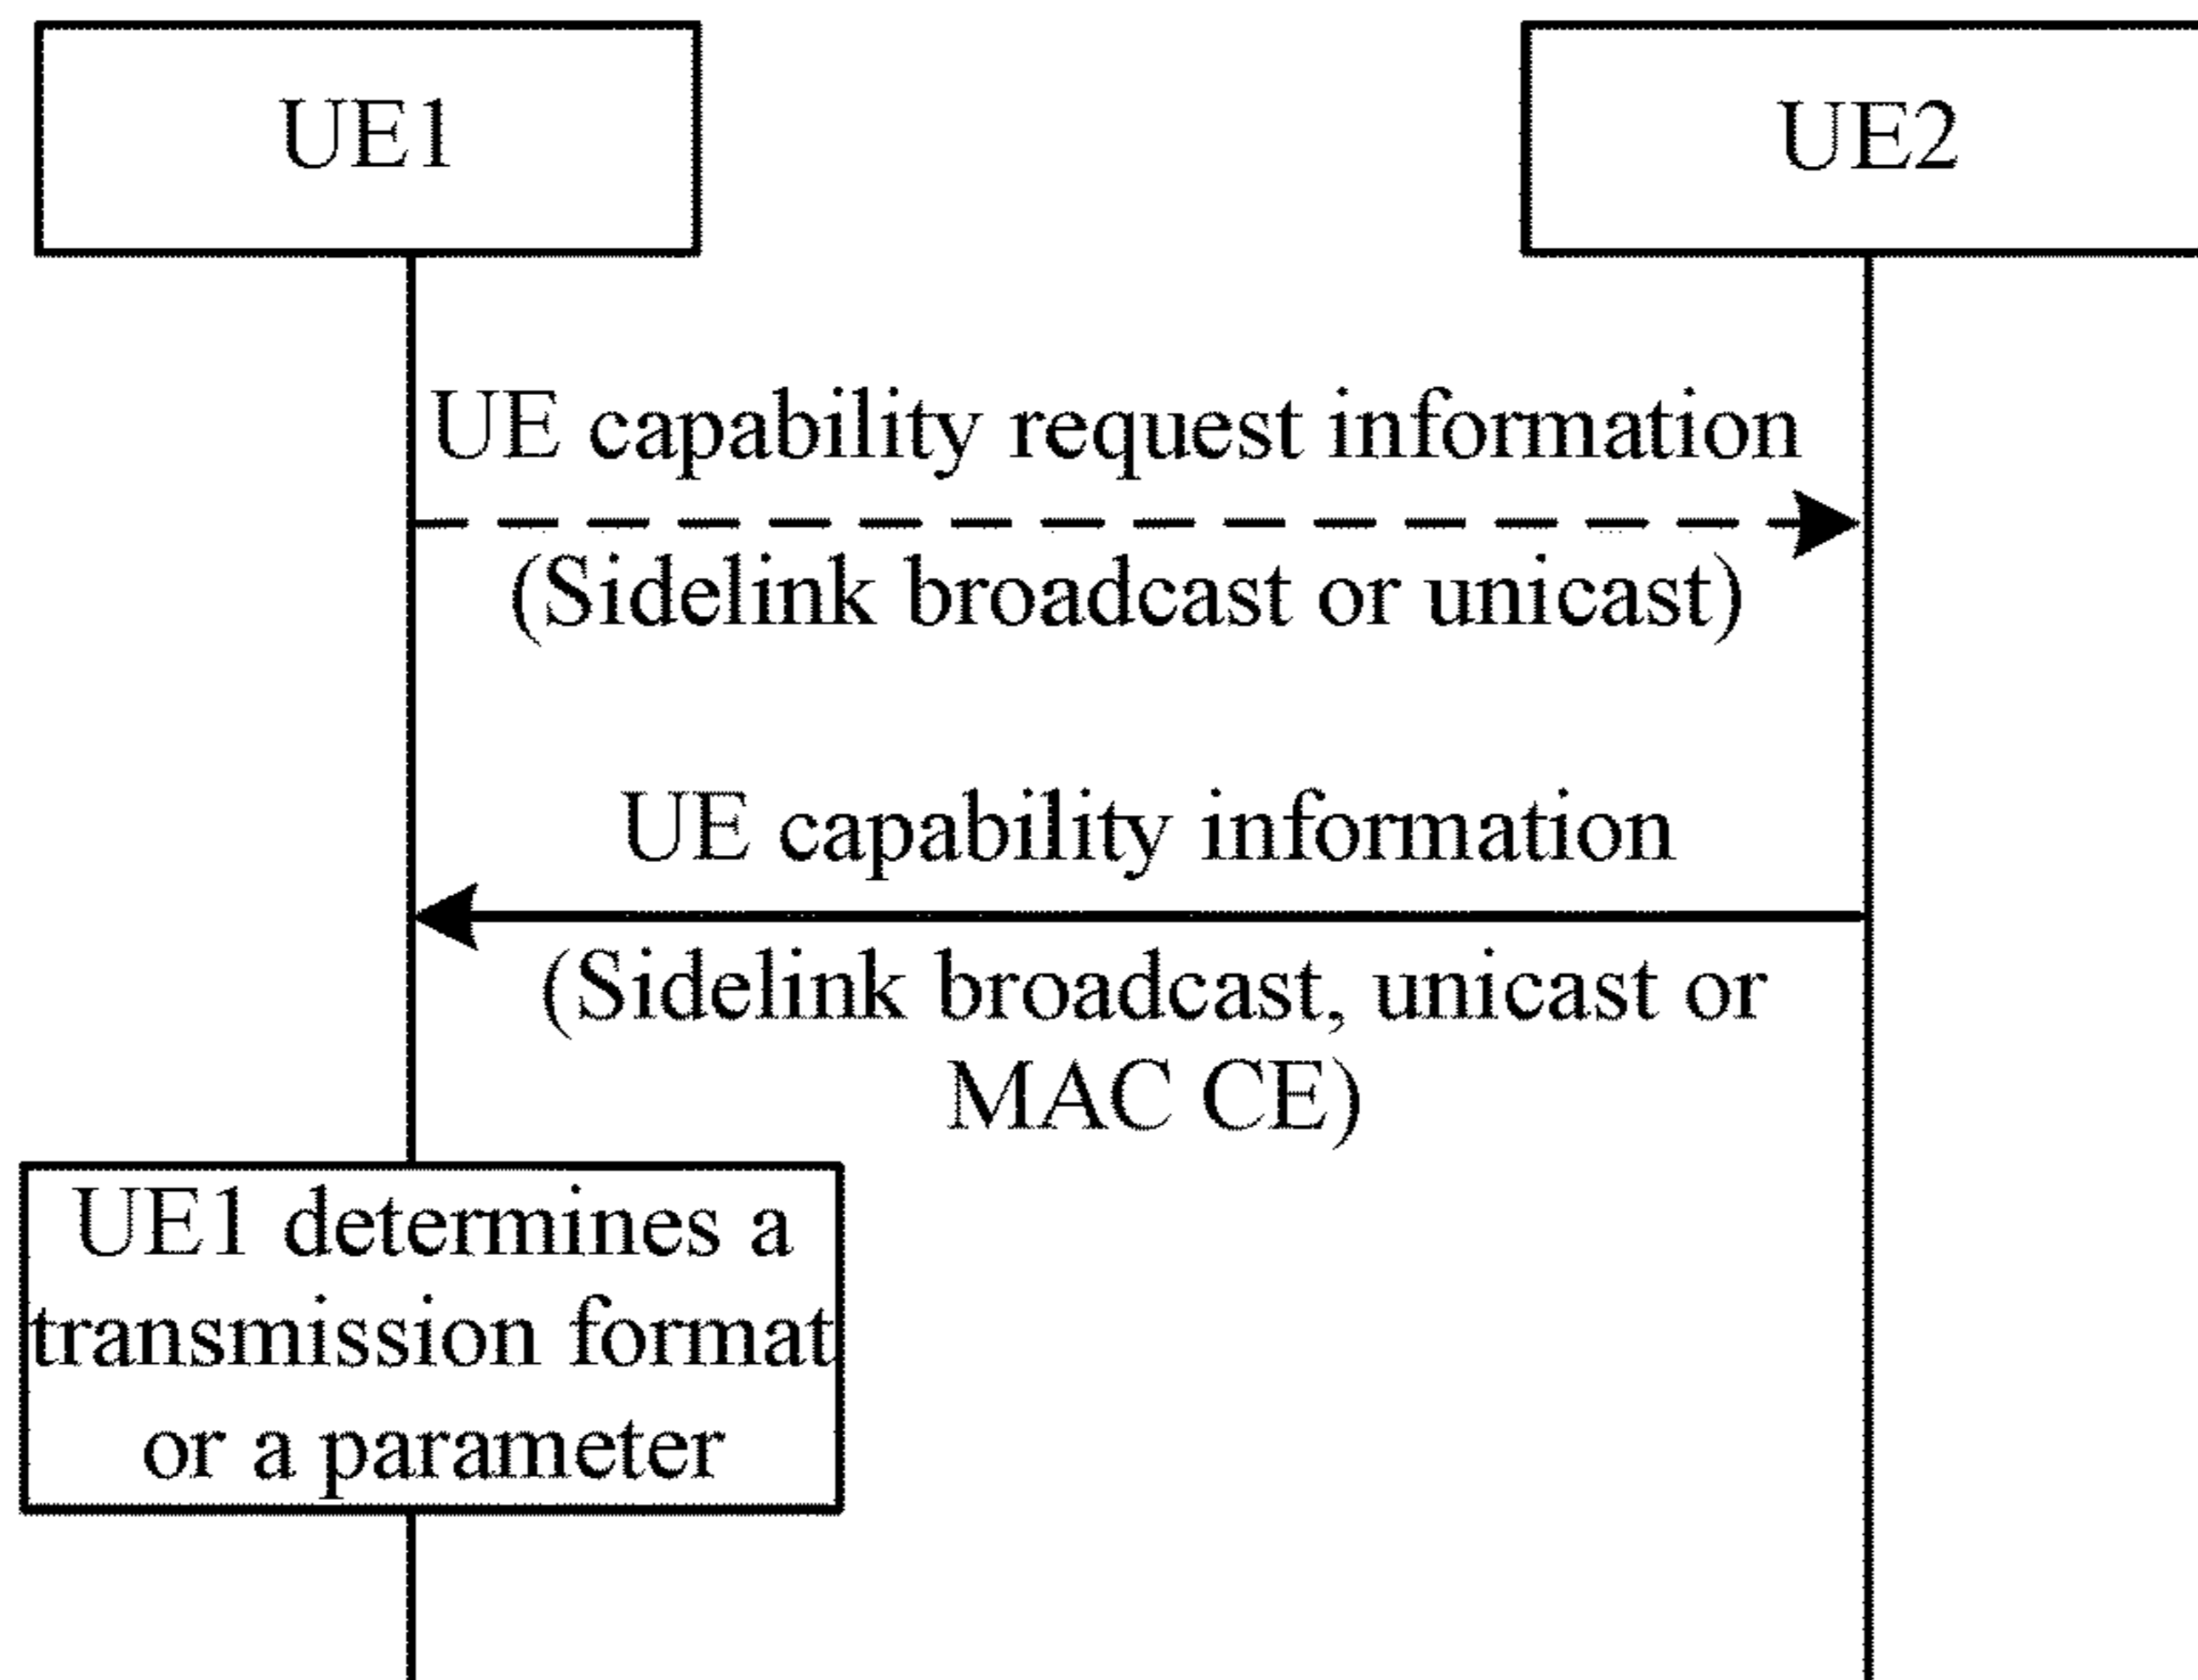 UE1
UE2
UE capability request information
(Sidelink broadcast or unicast)
UE capability information
(Sidelink broadcast, unicast or
MAC CE)
UE1 determines a
transmission format
or a parameter